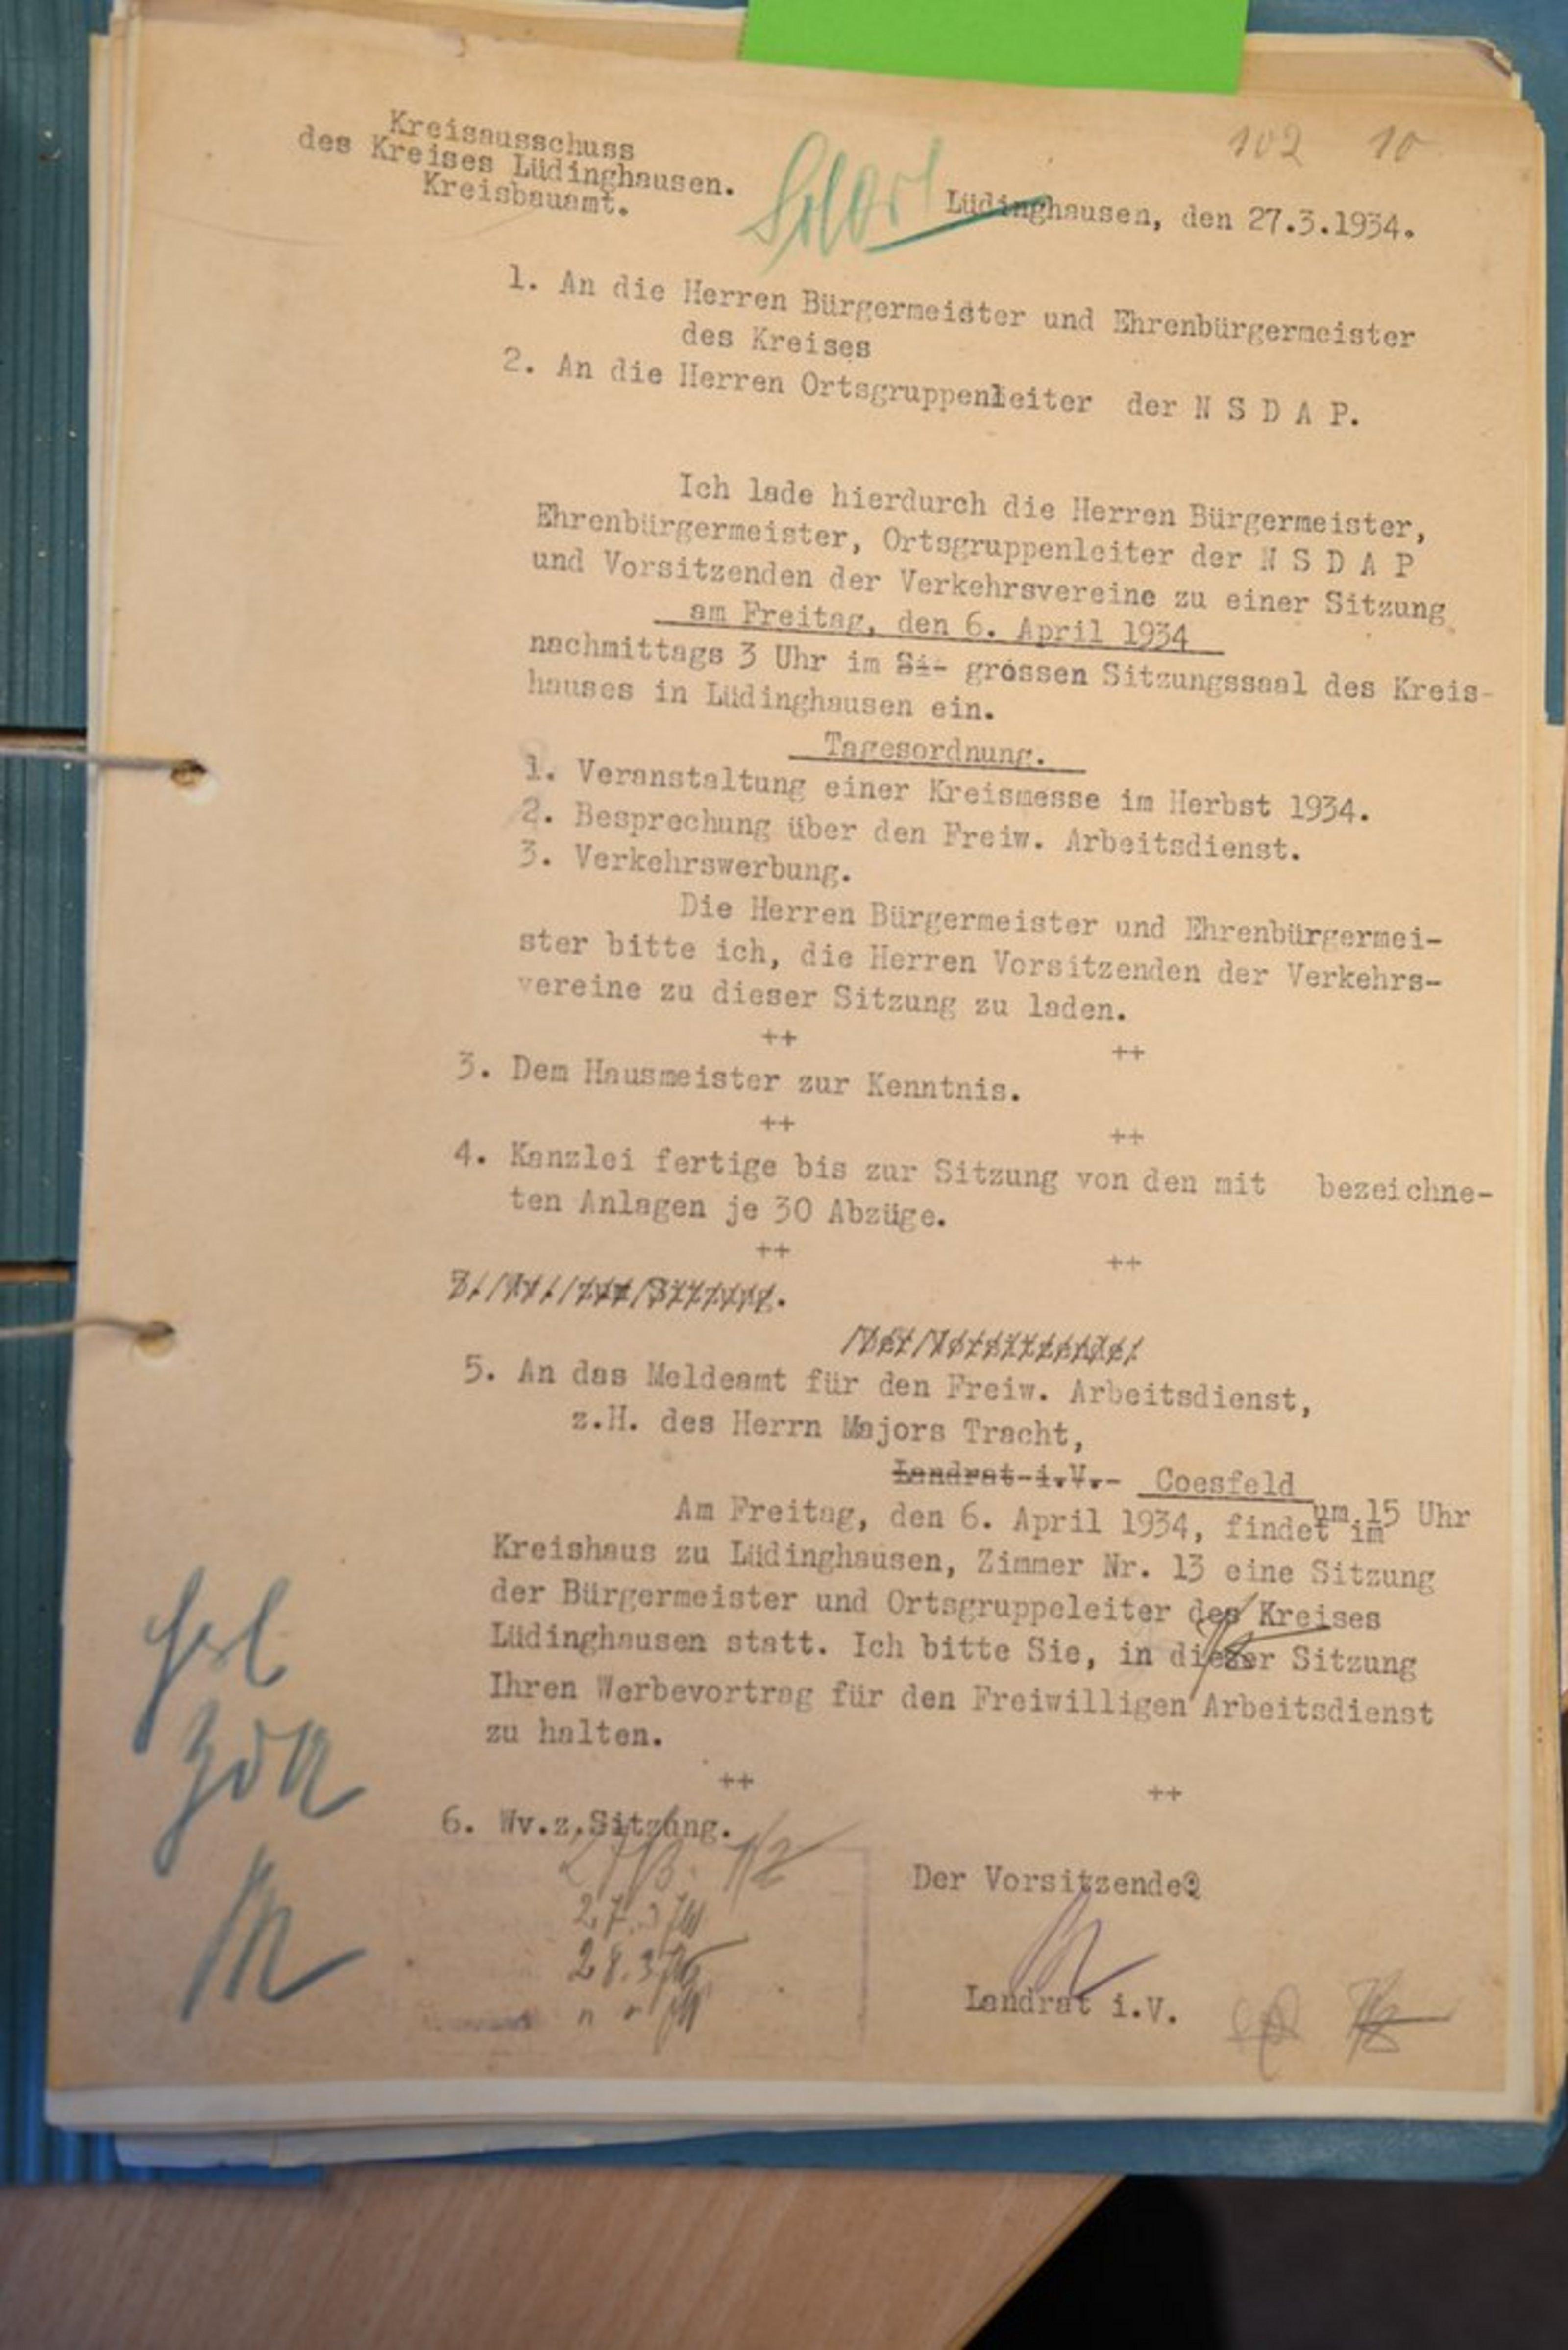 102 10
Kreisausschuss
des Kreises Lüdinghausen.
Kreisbauamt.
Sofort
Lüdinghausen, den 27.3.1934.
1. An die Herren Bürgermeister und Ehrenbürgermeister
des Kreises
2. An die Herren Ortsgruppenleiter der N S D A P.
Ich lade hierdurch die Herren Bürgermeister,
Ehrenbürgermeister, Ortsgruppenleiter der N S D A P
und Vorsitzenden der Verkehrsvereine zu einer Sitzung
am Freitag, den 6. April 1934
nachmittags 3 Uhr im Si- grossen Sitzungssaal des Kreis-
hauses in Lüdinghausen ein.
Tagesordnung.
1. Veranstaltung einer Kreismesse im Herbst 1934.
2. Besprechung über den Freiw. Arbeitsdienst.
3. Verkehrswerbung.
Die Herren Bürgermeister und Ehrenbürgermei-
ster bitte ich, die Herren Vorsitzenden der Verkehrs-
vereine zu dieser Sitzung zu laden.
++ ++
3. Dem Hausmeister zur Kenntnis.
++ ++
4. Kanzlei fertige bis zur Sitzung von den mit bezeichne-
ten Anlagen je 30 Abzüge.
++ ++
5. An das Meldeamt für den Freiw. Arbeitsdienst,
z.H. des Herrn Majors Tracht,
Landrat i.V.- Coesfeld
Am Freitag, den 6. April 1934, findet um 15 Uhr im
Kreishaus zu Lüdinghausen, Zimmer Nr. 13 eine Sitzung
der Bürgermeister und Ortsgruppeleiter des Kreises
Lüdinghausen statt. Ich bitte Sie, in dieser Sitzung
Ihren Werbevortrag für den Freiwilligen Arbeitsdienst
zu halten.
++ ++
6. Wv.z.Sitzung.
27/3.
27.3
28.3
Der Vorsitzende
Landrat i.V.
zdA